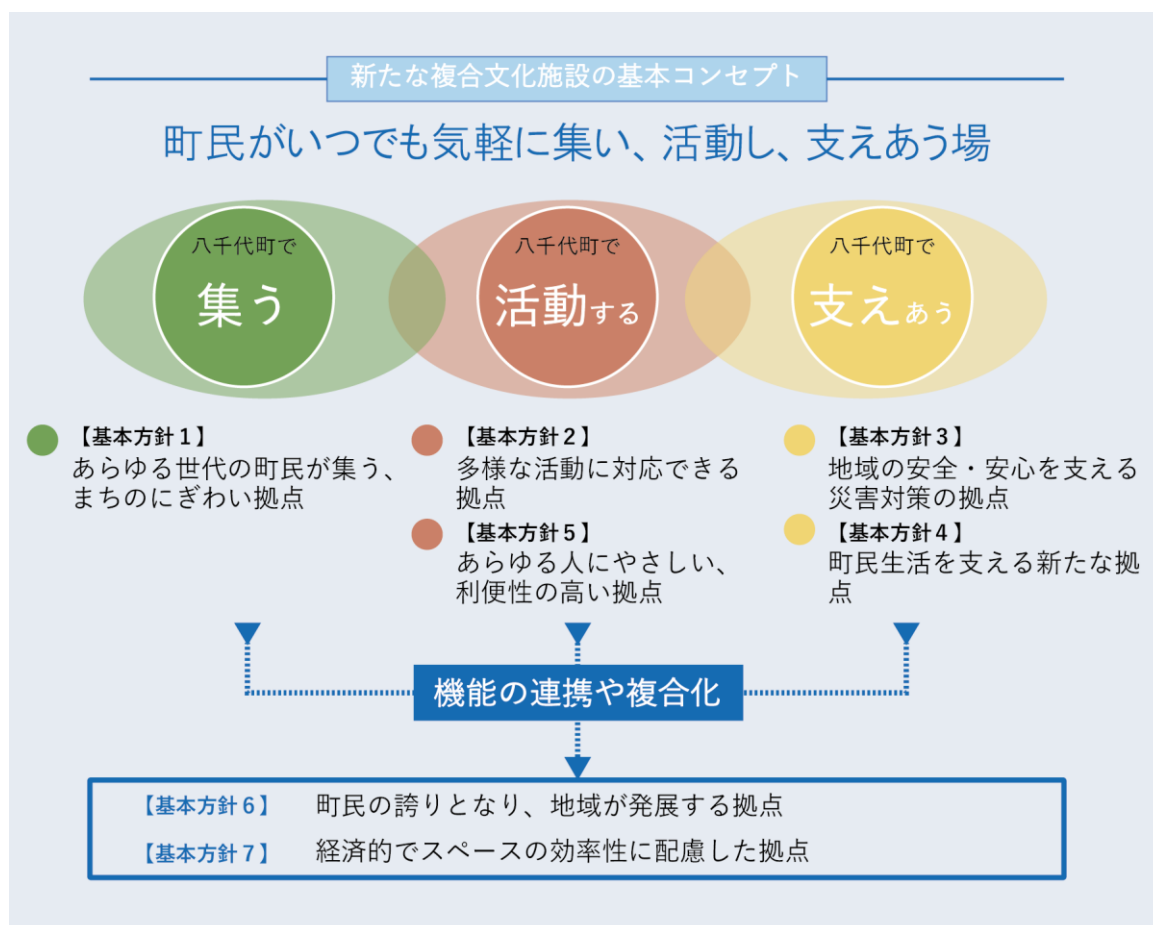 新たな複合文化施設の基本コンセプト
町民がいつでも気軽に集い、活動し、支えあう場
八千代町で
集う
八千代町で
活動する
八千代町で
支えあう
【基本方針1】
あらゆる世代の町民が集う、
まちのにぎわい拠点
【基本方針2】
多様な活動に対応できる
拠点
【基本方針5】
あらゆる人にやさしい、
利便性の高い拠点
【基本方針3】
地域の安全・安心を支える
災害対策の拠点
【基本方針4】
町民生活を支える新たな拠
点
機能の連携や複合化
【基本方針6】 町民の誇りとなり、地域が発展する拠点
【基本方針7】 経済的でスペースの効率性に配慮した拠点